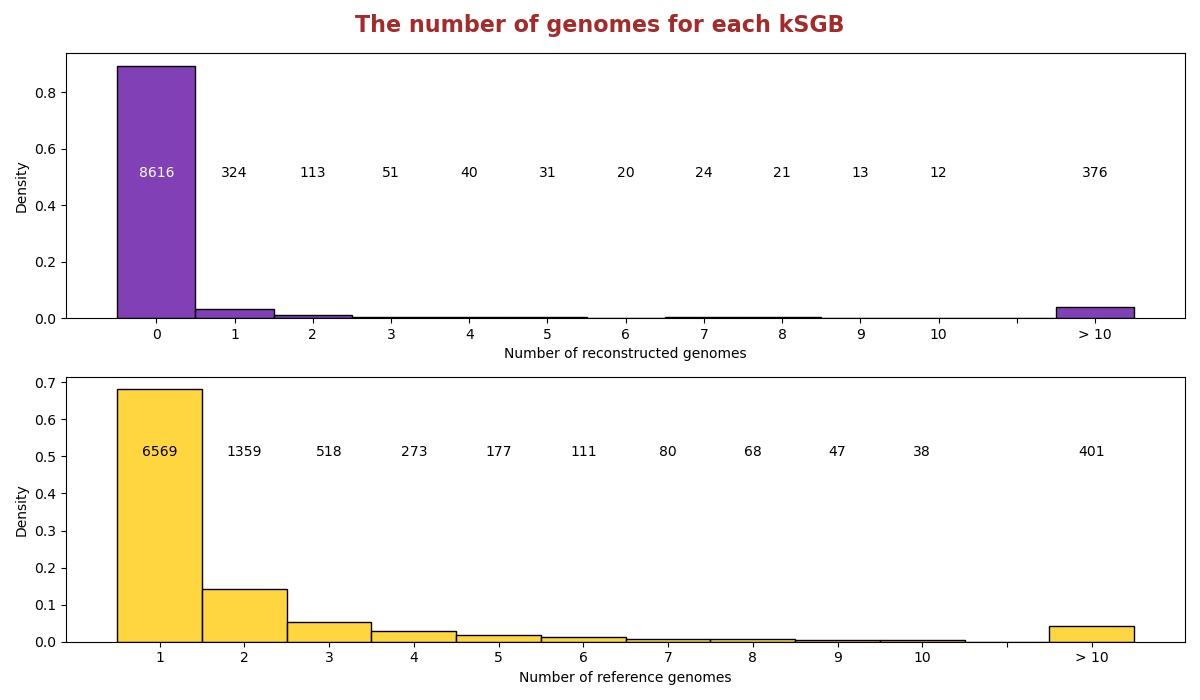 The number of genomes for each kSGB
0.8
0.6
0.4
0.2
0.0
Density
8616 324 113 51 40 31 20 24 21 13 12 376
0 1 2 3 4 5 6 7 8 9 10 > 10
Number of reconstructed genomes
0.7
0.6
0.5
0.4
0.3
0.2
0.1
0.0
Density
6569 1359 518 273 177 111 80 68 47 38 401
1 2 3 4 5 6 7 8 9 10 > 10
Number of reference genomes